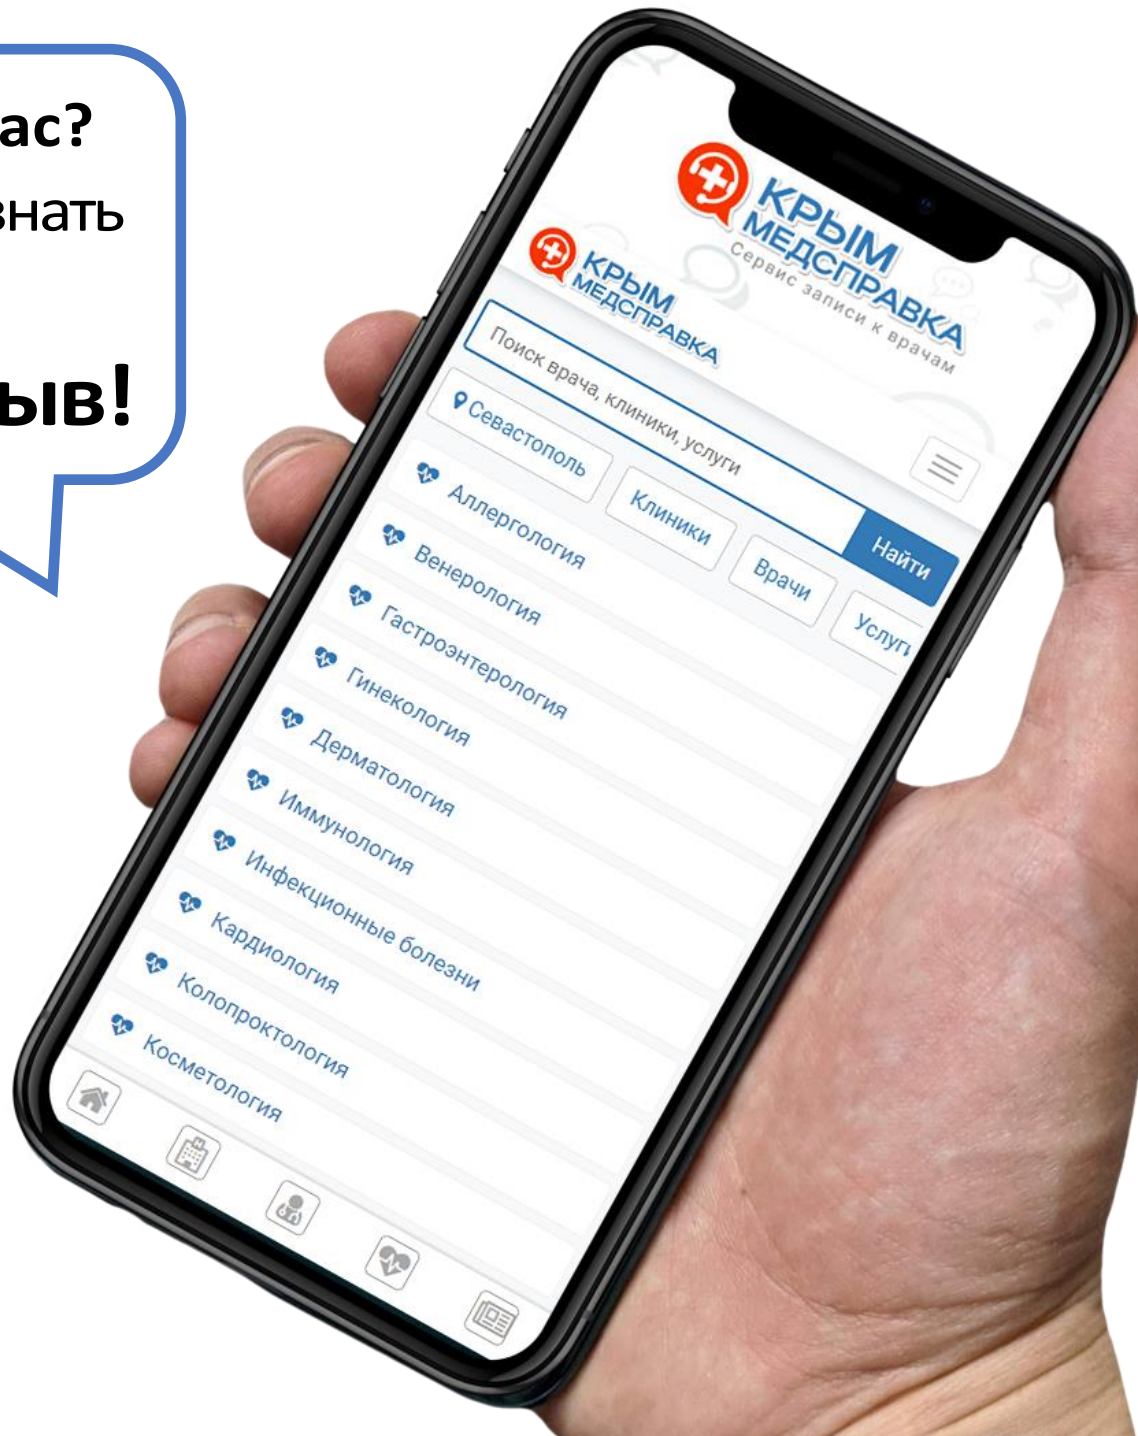 ас?
знать
ыв!
КРЫМ
МЕДСПРАВКА
Сервис записи к врачам
КРЫМ
МЕДСПРАВКА
Поиск врача, клиники, услуги
Найти
Севастополь
Клиники
Врачи
Услуги
Аллергология
Венерология
Гастроэнтерология
Гинекология
Дерматология
Иммунология
Инфекционные болезни
Кардиология
Колопроктология
Косметология